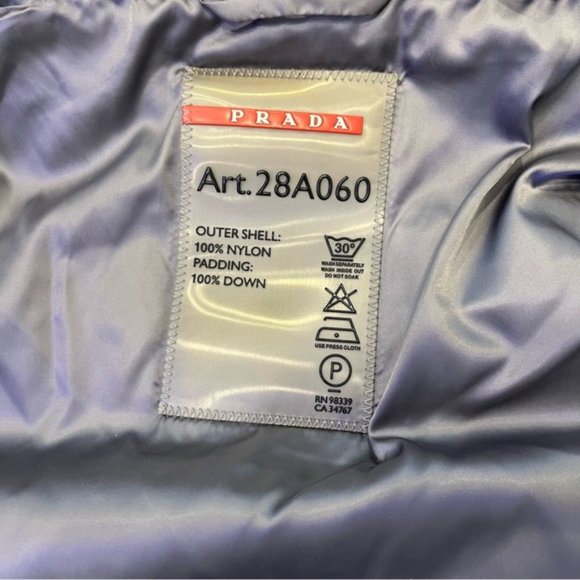 PRADA
Art.28A060
OUTER SHELL:
100% NYLON
PADDING:
100% DOWN
30°
WASH SEPARATELY
WASH INSIDE OUT
DO NOT SOAK
USE PRESS CLOTH
P
RN 98339
CA 34767